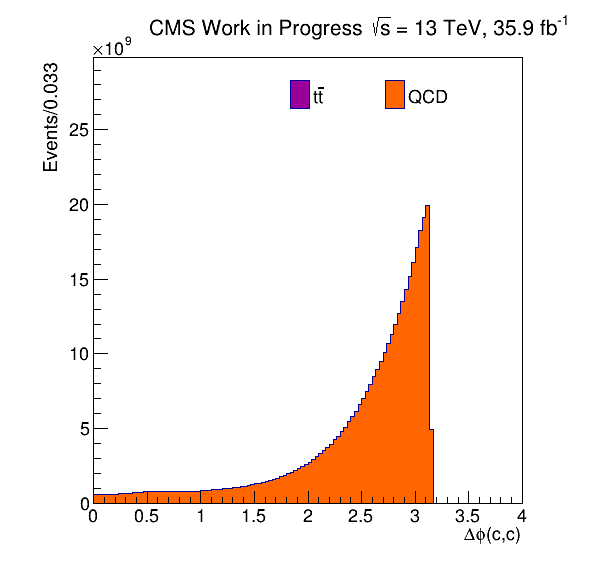 CMS Work in Progress √s = 13 TeV, 35.9 fb⁻¹
×10⁹
Events/0.033
tt̄
QCD
25
20
15
10
5
0
0 0.5 1 1.5 2 2.5 3 3.5 4
Δϕ(c,c)